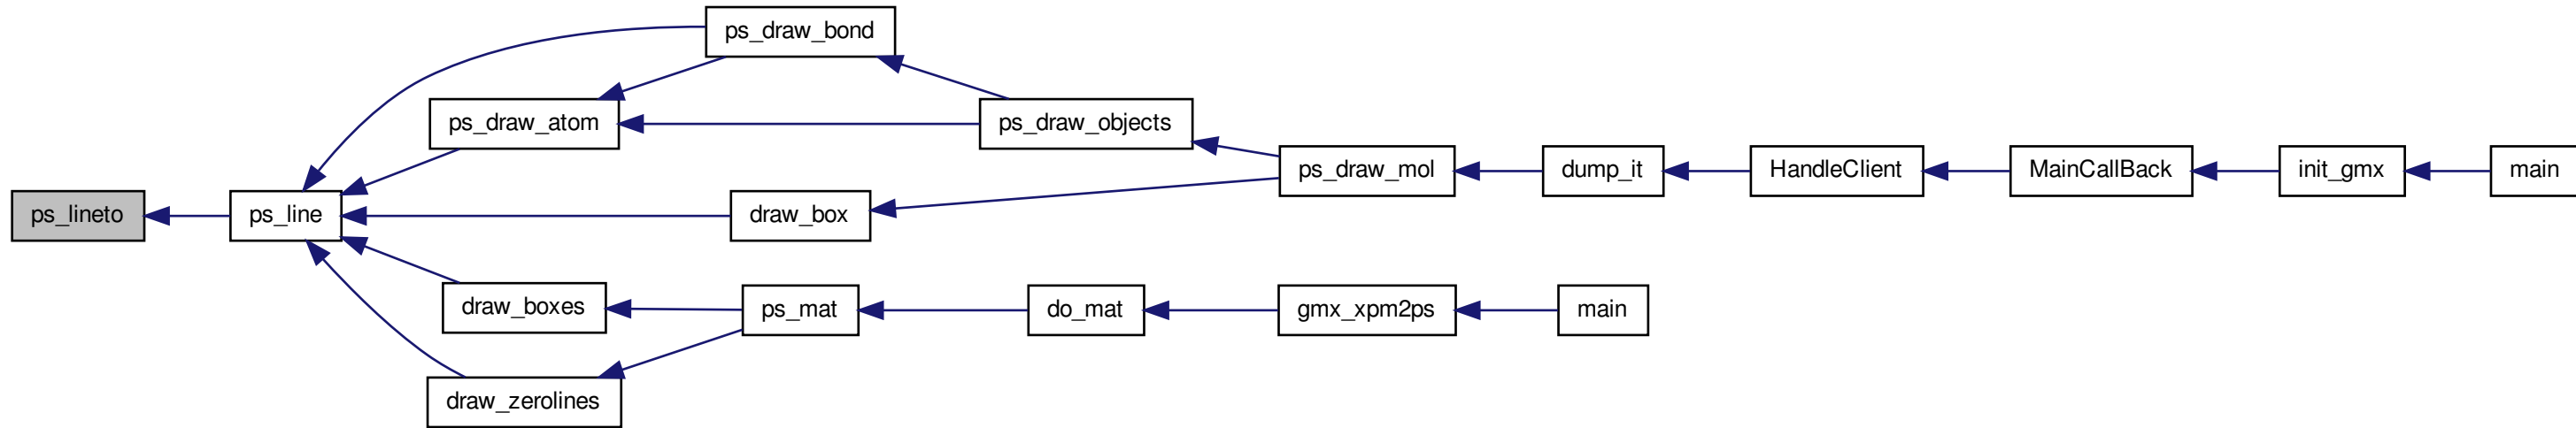 ps_lineto
ps_line
ps_draw_bond
ps_draw_atom
ps_draw_objects
draw_box
ps_draw_mol
dump_it
HandleClient
MainCallBack
init_gmx
main
draw_boxes
ps_mat
do_mat
gmx_xpm2ps
main
draw_zerolines